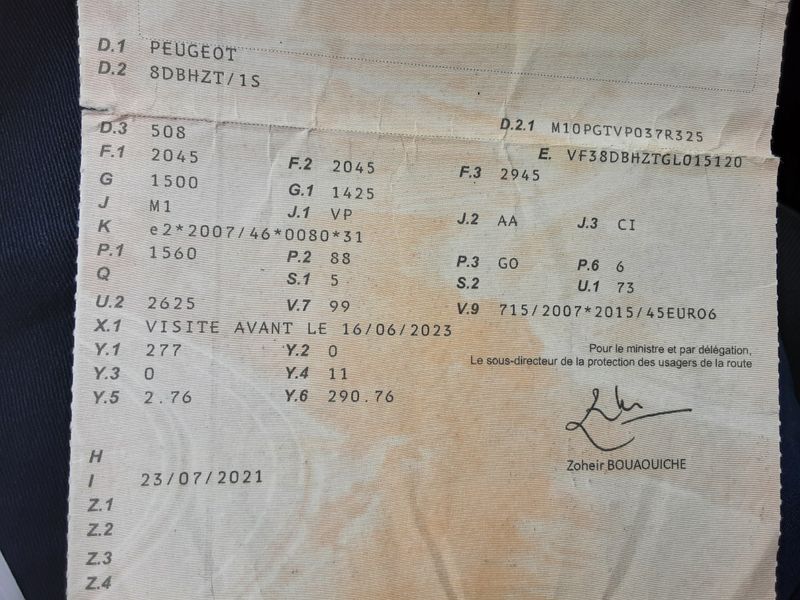 D.1 PEUGEOT
D.2 8DBHZT/1S
D.3 508 D.2.1 M10PGTVP037R325
F.1 2045 F.2 2045 F.3 2945 E. VF38DBHZTGL015120
G 1500 G.1 1425
J M1 J.1 VP J.2 AA J.3 CI
K e2*2007/46*0080*31
P.1 1560 P.2 88 P.3 GO P.6 6
Q S.1 5 S.2 U.1 73
U.2 2625 V.7 99 V.9 715/2007*2015/45EURO6
X.1 VISITE AVANT LE 16/06/2023
Y.1 277 Y.2 0
Y.3 0 Y.4 11
Y.5 2.76 Y.6 290.76
Pour le ministre et par délégation,
Le sous-directeur de la protection des usagers de la route
Zoheir BOUAOUICHE
H
I 23/07/2021
Z.1
Z.2
Z.3
Z.4